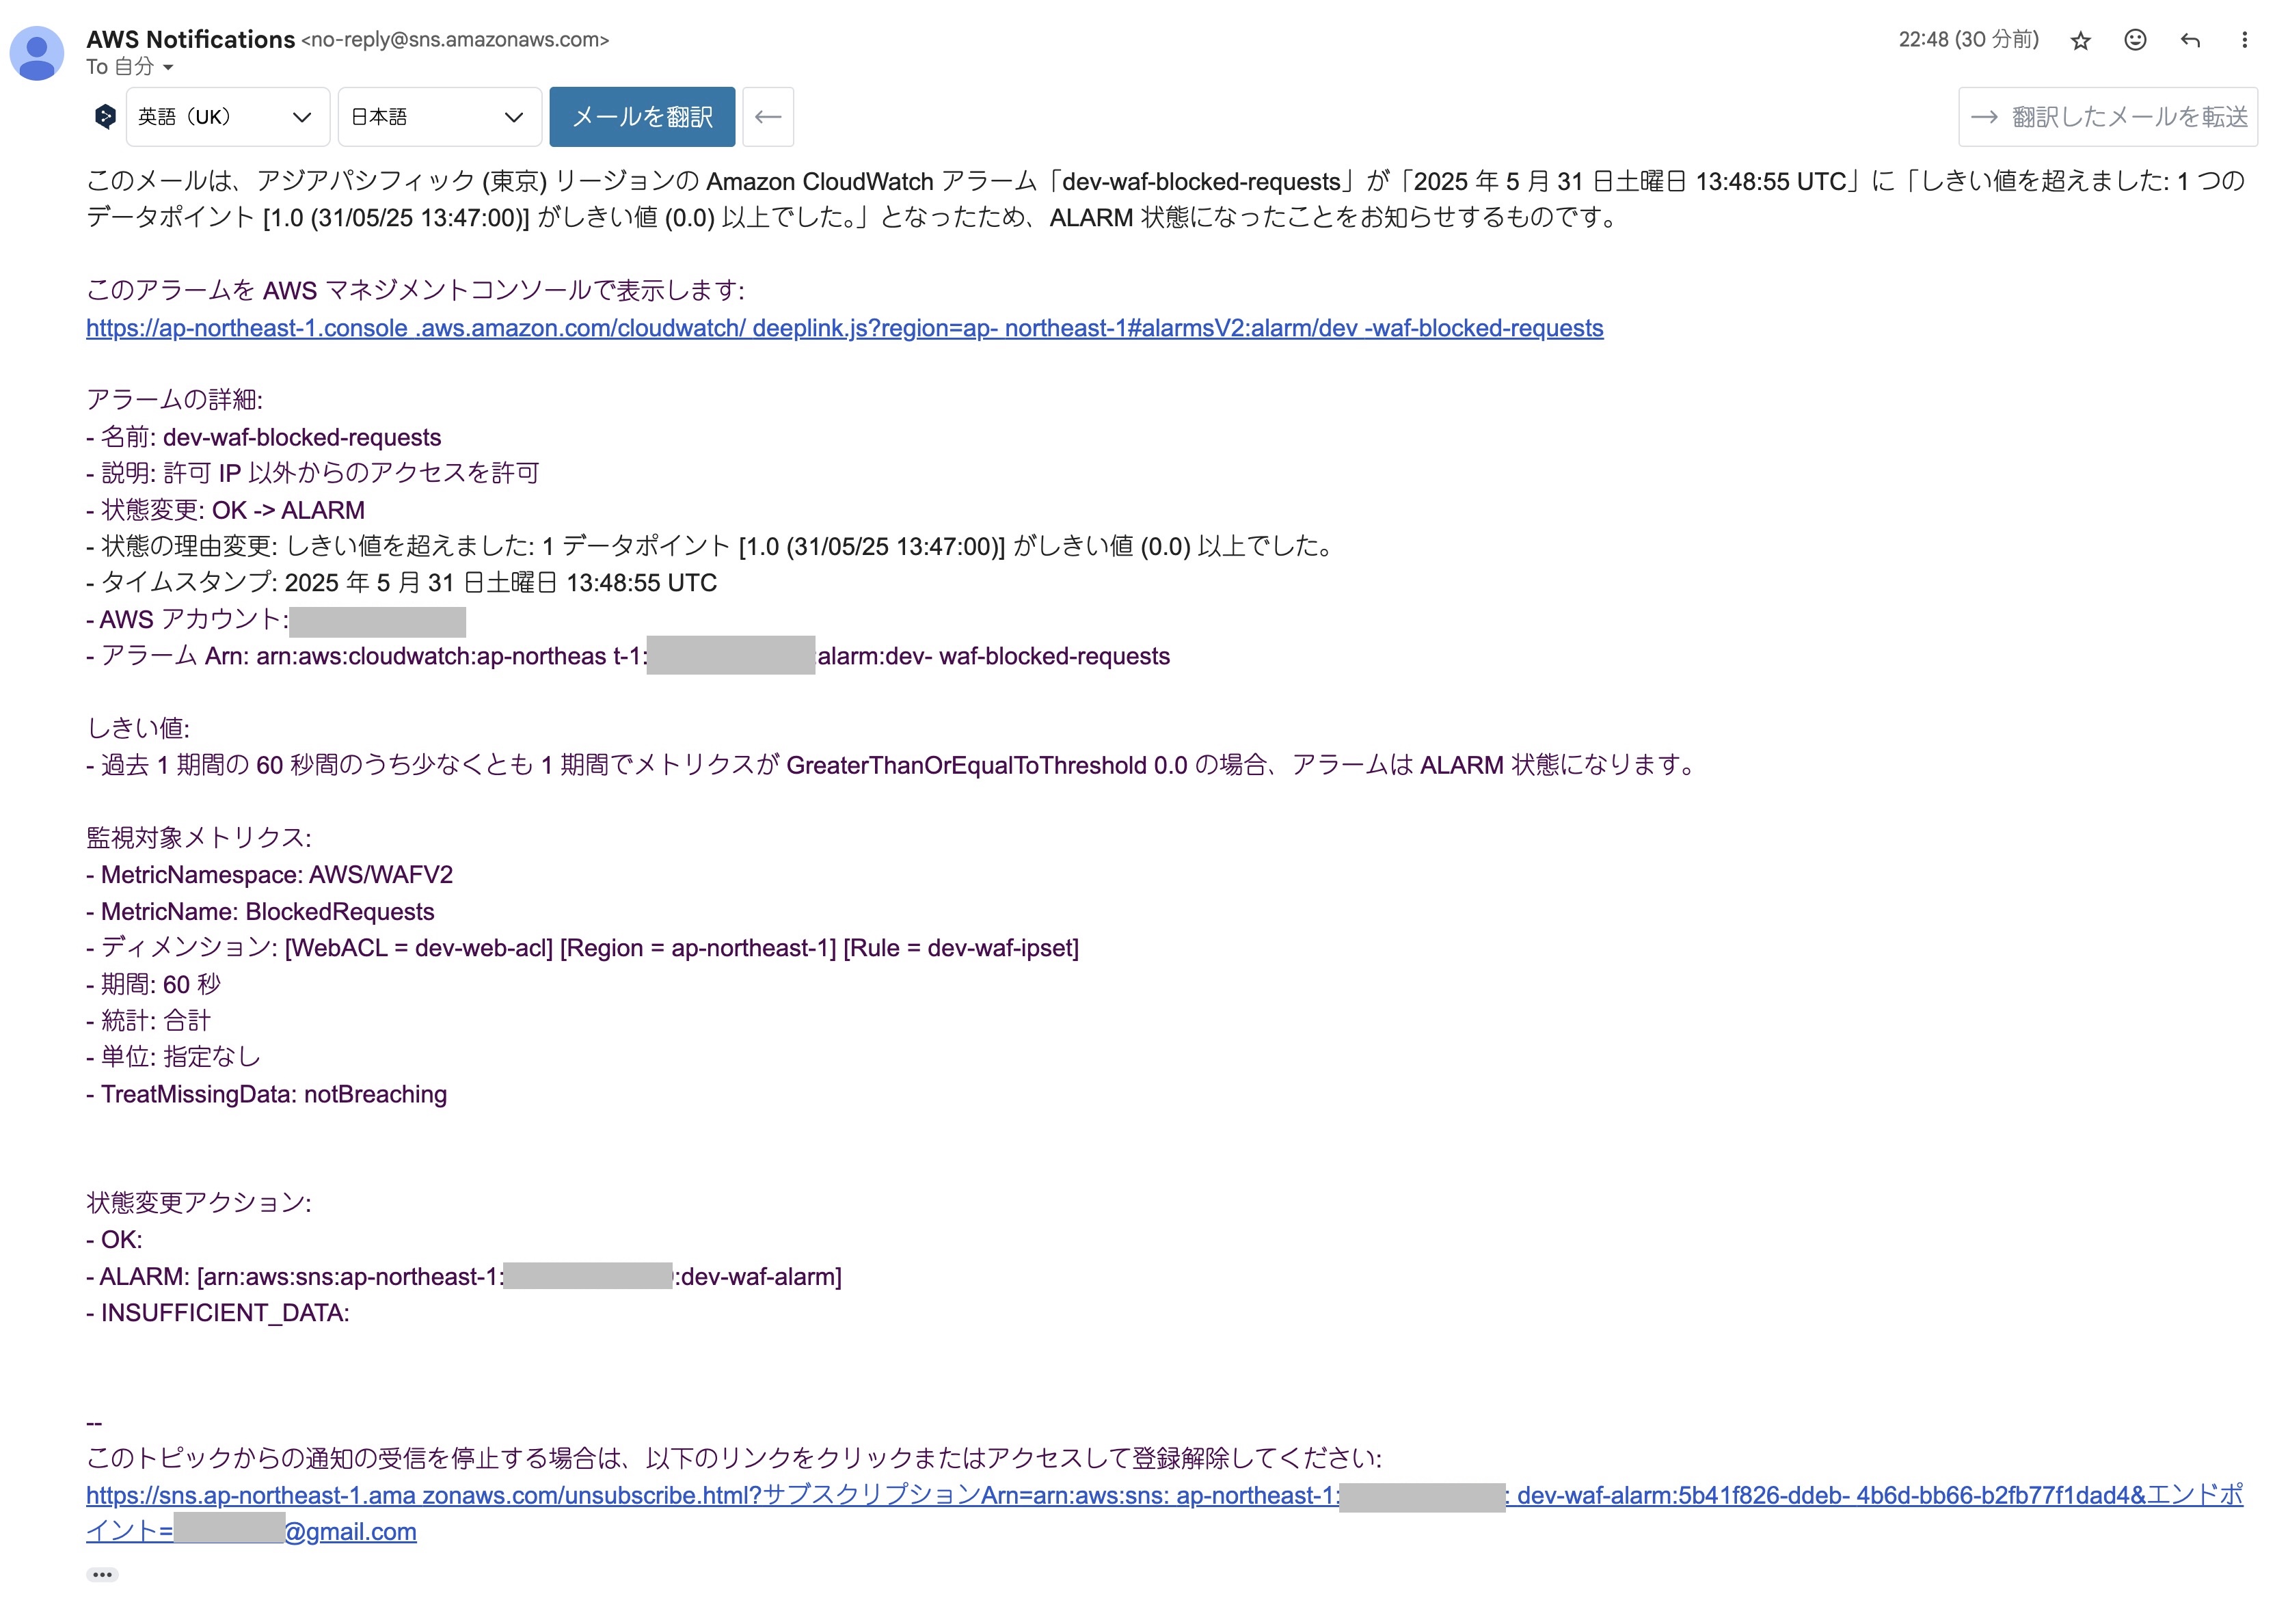 AWS Notifications <no-reply@sns.amazonaws.com>
22:48 (30 分前)
To 自分
英語（UK）
日本語
メールを翻訳
←
→ 翻訳したメールを転送
このメールは、アジアパシフィック (東京) リージョンの Amazon CloudWatch アラーム「dev-waf-blocked-requests」が「2025 年 5 月 31 日土曜日 13:48:55 UTC」に「しきい値を超えました: 1 つの
データポイント [1.0 (31/05/25 13:47:00)] がしきい値 (0.0) 以上でした。」となったため、ALARM 状態になったことをお知らせするものです。
このアラームを AWS マネジメントコンソールで表示します:
https://ap-northeast-1.console .aws.amazon.com/cloudwatch/ deeplink.js?region=ap- northeast-1#alarmsV2:alarm/dev -waf-blocked-requests
アラームの詳細:
- 名前: dev-waf-blocked-requests
- 説明: 許可 IP 以外からのアクセスを許可
- 状態変更: OK -> ALARM
- 状態の理由変更: しきい値を超えました: 1 データポイント [1.0 (31/05/25 13:47:00)] がしきい値 (0.0) 以上でした。
- タイムスタンプ: 2025 年 5 月 31 日土曜日 13:48:55 UTC
- AWS アカウント:
- アラーム Arn: arn:aws:cloudwatch:ap-northeas t-1: :alarm:dev- waf-blocked-requests
しきい値:
- 過去 1 期間の 60 秒間のうち少なくとも 1 期間でメトリクスが GreaterThanOrEqualToThreshold 0.0 の場合、アラームは ALARM 状態になります。
監視対象メトリクス:
- MetricNamespace: AWS/WAFV2
- MetricName: BlockedRequests
- ディメンション: [WebACL = dev-web-acl] [Region = ap-northeast-1] [Rule = dev-waf-ipset]
- 期間: 60 秒
- 統計: 合計
- 単位: 指定なし
- TreatMissingData: notBreaching
状態変更アクション:
- OK:
- ALARM: [arn:aws:sns:ap-northeast-1: :dev-waf-alarm]
- INSUFFICIENT_DATA:
--
このトピックからの通知の受信を停止する場合は、以下のリンクをクリックまたはアクセスして登録解除してください:
https://sns.ap-northeast-1.ama zonaws.com/unsubscribe.html?サブスクリプションArn=arn:aws:sns: ap-northeast-1: : dev-waf-alarm:5b41f826-ddeb- 4b6d-bb66-b2fb77f1dad4&エンドポ
イント= @gmail.com